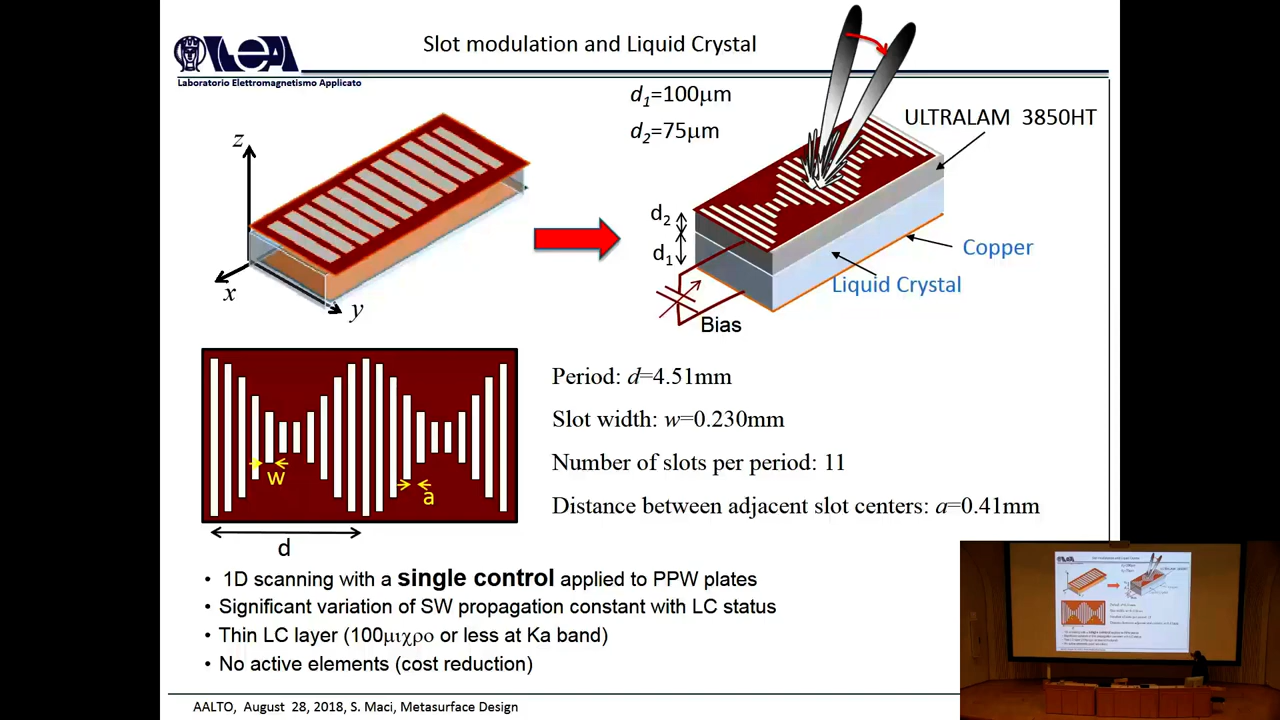 LEA
Laboratorio Elettromagnetismo Applicato
Slot modulation and Liquid Crystal
d1=100μm
d2=75μm
ULTRALAM 3850HT
z
x
y
d2
d1
Copper
Liquid Crystal
Bias
w
a
d
Period: d=4.51mm
Slot width: w=0.230mm
Number of slots per period: 11
Distance between adjacent slot centers: a=0.41mm
• 1D scanning with a single control applied to PPW plates
• Significant variation of SW propagation constant with LC status
• Thin LC layer (100μιχρο or less at Ka band)
• No active elements (cost reduction)
AALTO, August 28, 2018, S. Maci, Metasurface Design